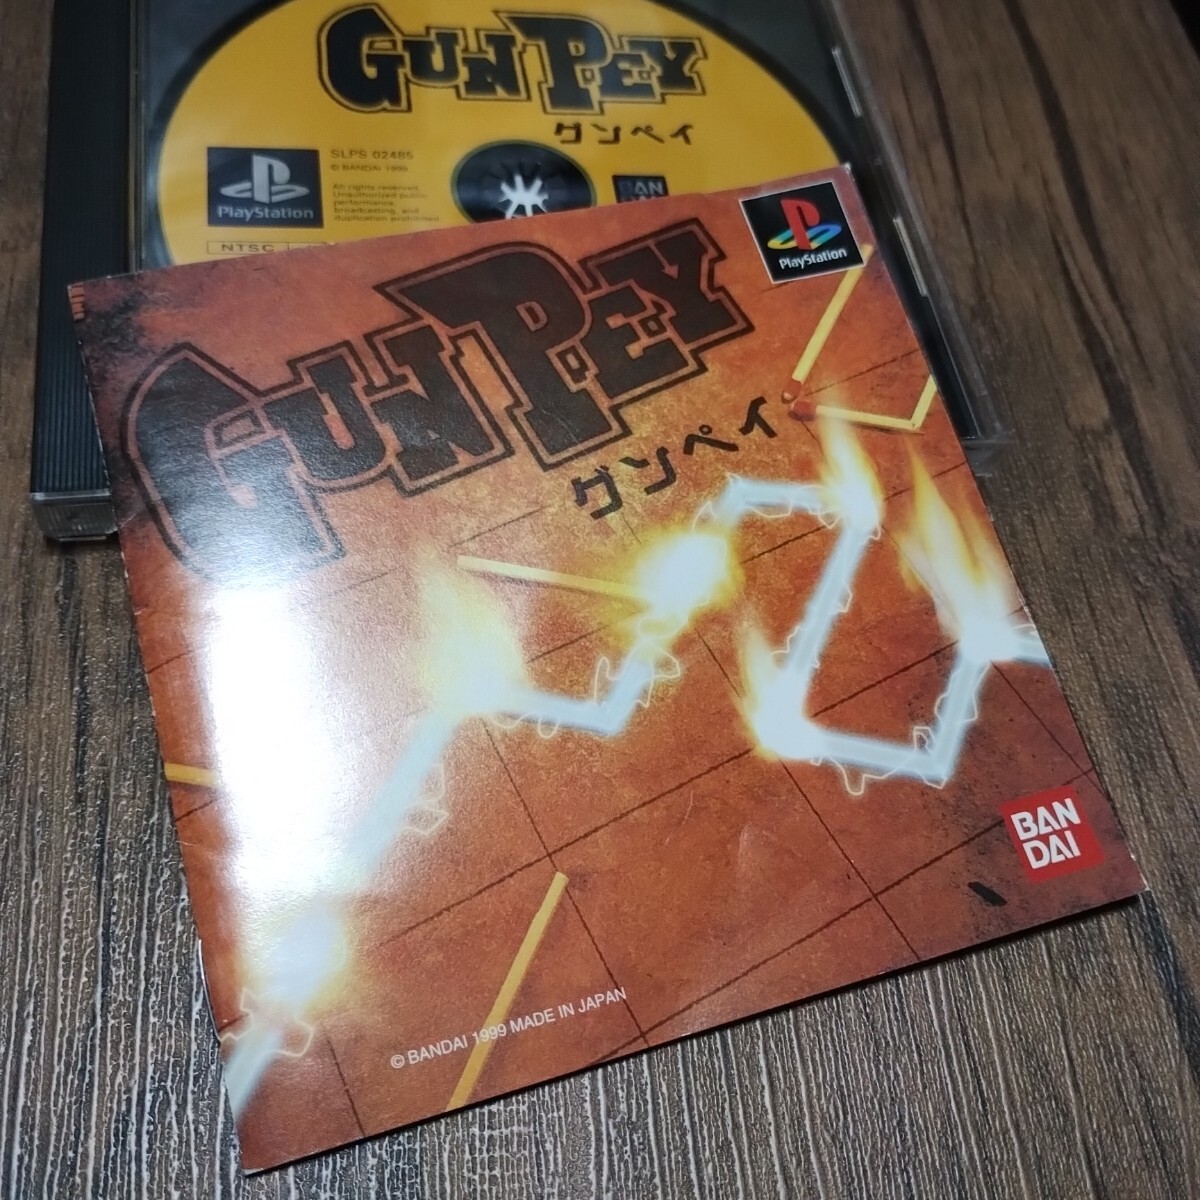 GUNPEY
グンペイ
SLPS 02485
© BANDAI 1999
All rights reserved.
Unauthorized public
performance,
broadcasting, and
duplication prohibited.
PlayStation
BAN
NTSC
PlayStation
GUNPEY
グンペイ
BAN
DAI
© BANDAI 1999 MADE IN JAPAN